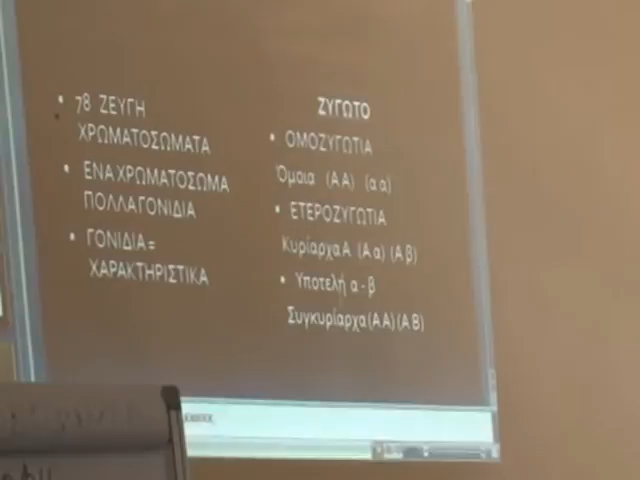 • 78 ΖΕΥΓΗ
ΧΡΩΜΑΤΟΣΩΜΑΤΑ
• ΕΝΑ ΧΡΩΜΑΤΟΣΩΜΑ
ΠΟΛΛΑ ΓΟΝΙΔΙΑ
• ΓΟΝΙΔΙΑ =
ΧΑΡΑΚΤΗΡΙΣΤΙΚΑ
ΖΥΓΩΤΟ
• ΟΜΟΖΥΓΩΤΙΑ
Όμοια (ΑΑ) (αα)
• ΕΤΕΡΟΖΥΓΩΤΙΑ
Κυρίαρχα Α (Αα) (Αβ)
• Υποτελή α - β
Συγκυρίαρχα (ΑΑ) (ΑΒ)